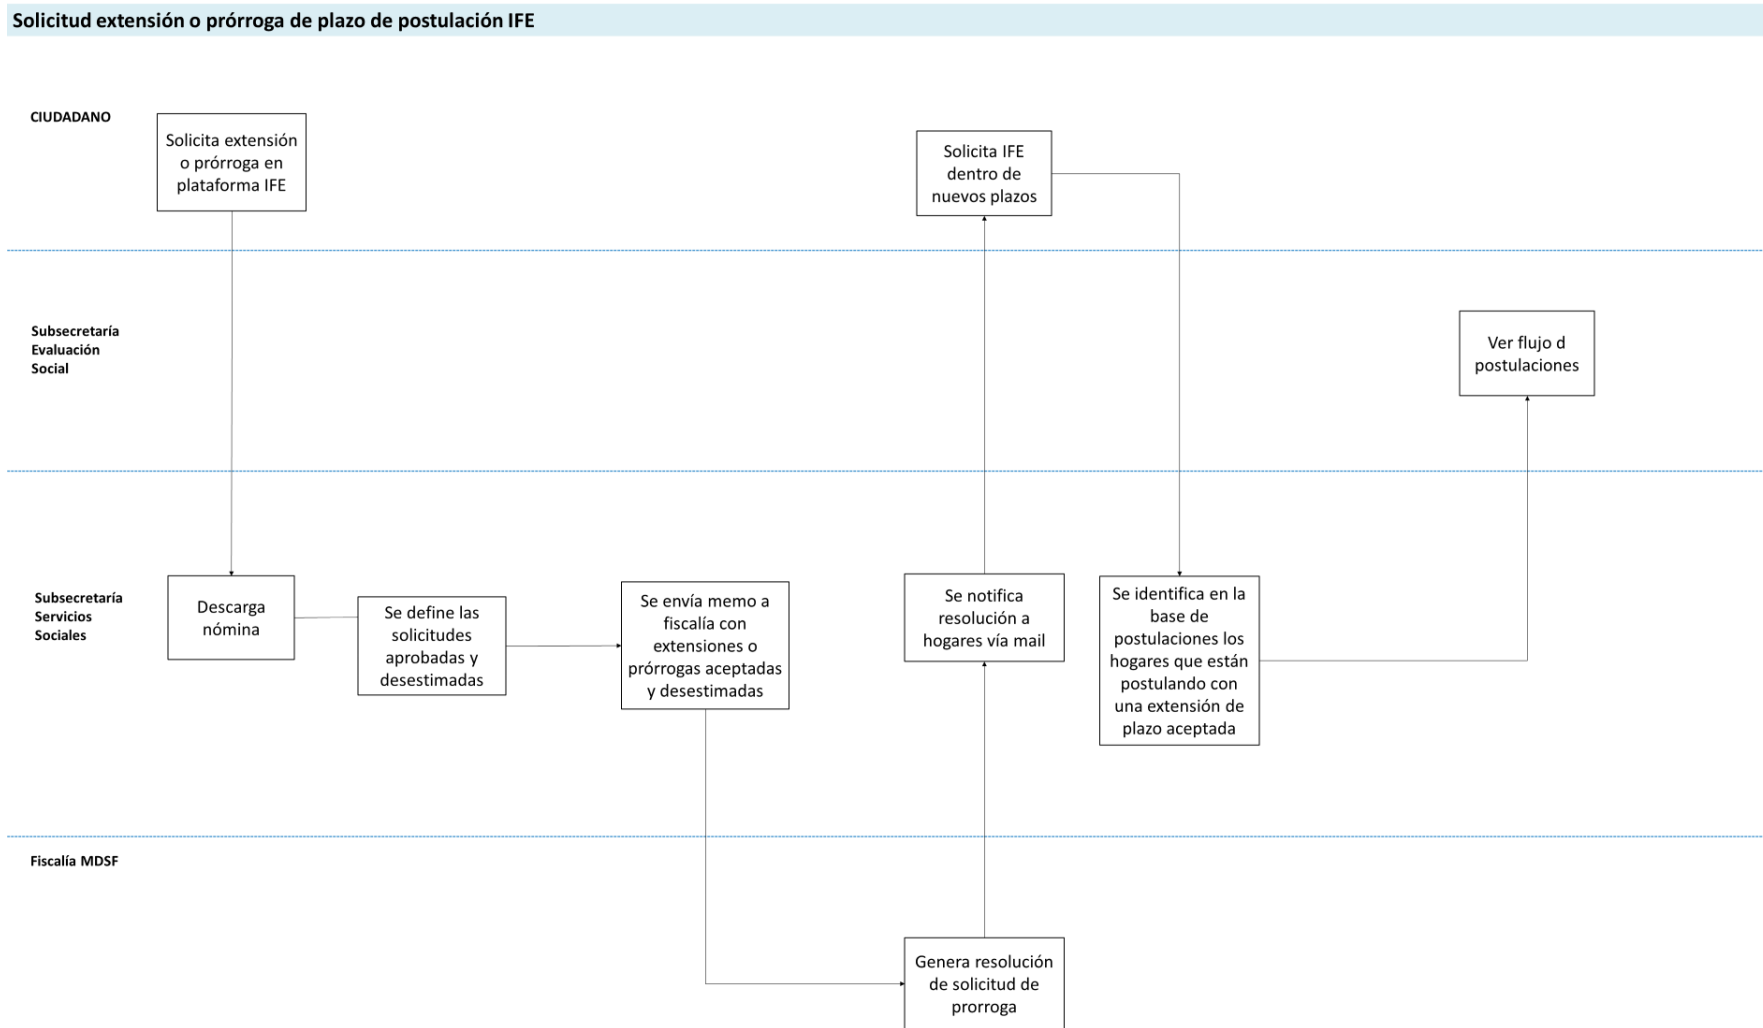 Solicitud extensión o prórroga de plazo de postulación IFE
CIUDADANO
Solicita extensión
o prórroga en
plataforma IFE
Solicita IFE
dentro de
nuevos plazos
Subsecretaría
Evaluación
Social
Ver flujo d
postulaciones
Subsecretaría
Servicios
Sociales
Descarga
nómina
Se define las
solicitudes
aprobadas y
desestimadas
Se envía memo a
fiscalía con
extensiones o
prórrogas aceptadas
y desestimadas
Se notifica
resolución a
hogares vía mail
Se identifica en la
base de
postulaciones los
hogares que están
postulando con
una extensión de
plazo aceptada
Fiscalía MDSF
Genera resolución
de solicitud de
prorroga